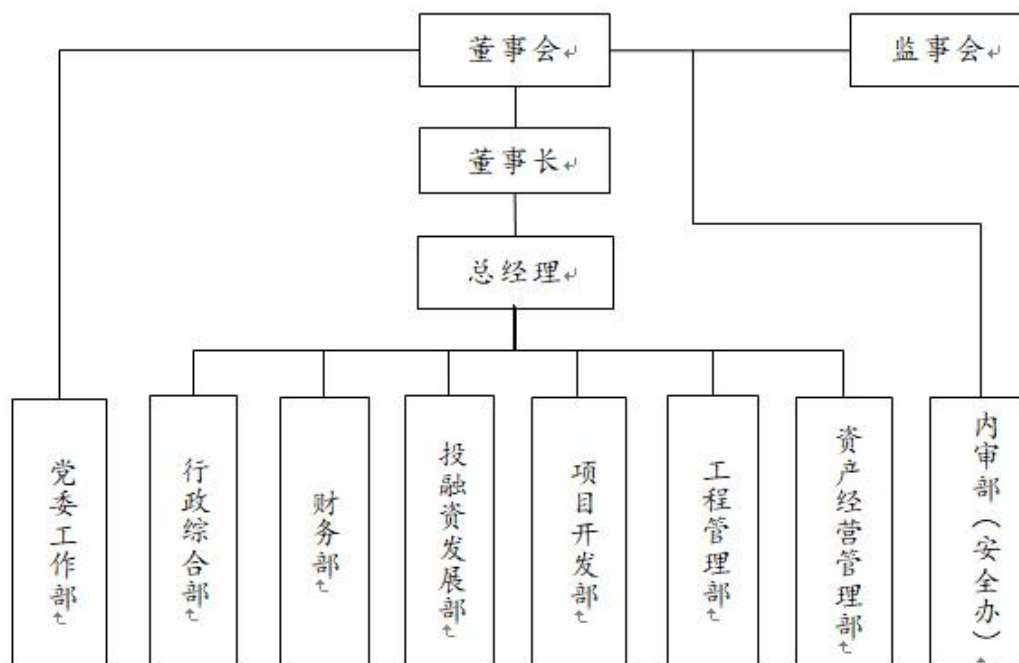 董事会
监事会
董事长
总经理
党委工作部
行政综合部
财务部
投融资发展部
项目开发部
工程管理部
资产经营管理部
内审部（安全办）